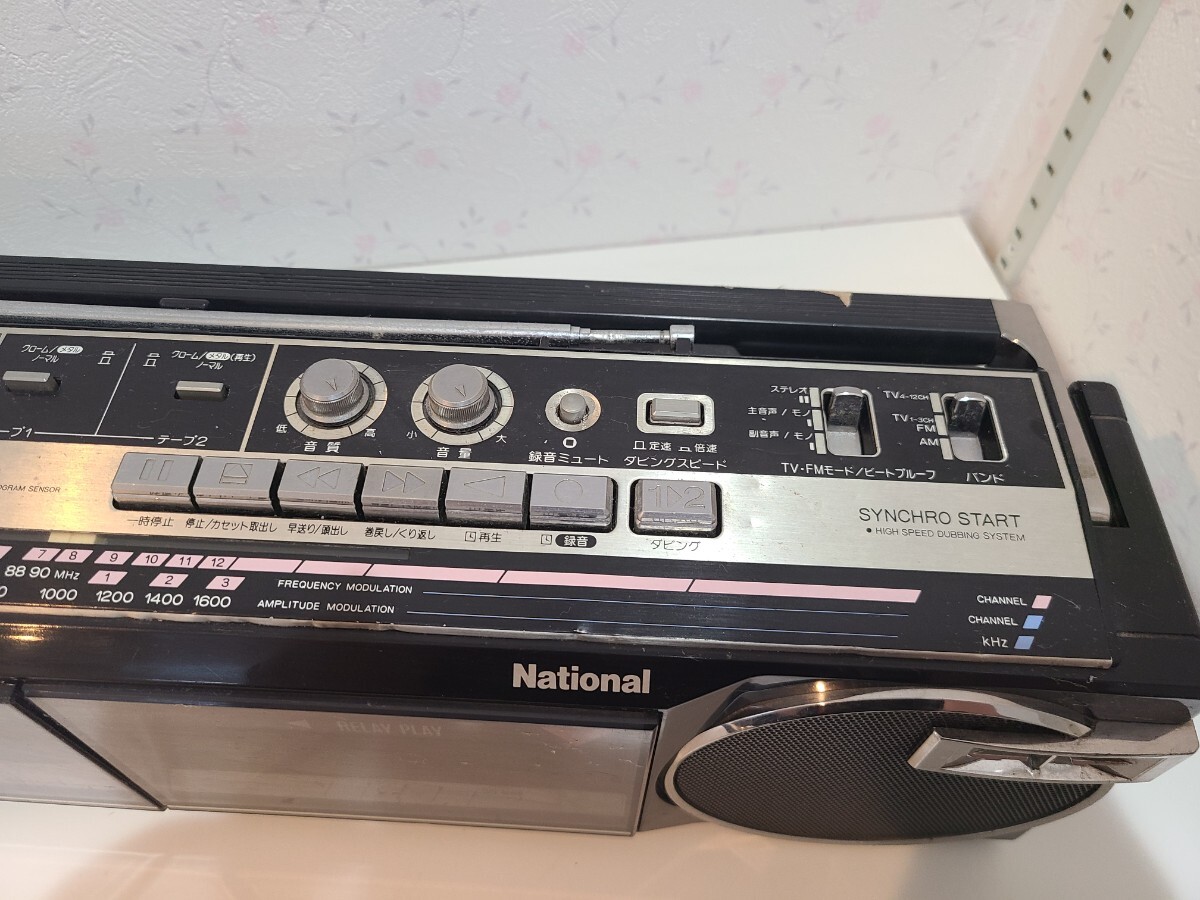 クローム/メタル
ノーマル
クローム/メタル(再生)
ノーマル
テープ2
低 高
音質
小 大
音量
録音ミュート
定速 倍速
ダビングスピード
ステレオ
主音声/モノ
副音声/モノ
TV・FMモード/ビートプルーフ
TV4-12CH
TV1-3CH
FM
AM
バンド
一時停止
停止/カセット取出し
早送り/頭出し
巻戻し/くり返し
再生
録音
1▷2
ダビング
SYNCHRO START
● HIGH SPEED DUBBING SYSTEM
7 8 9 10 11 12
88 90 MHz 1 2 3
FREQUENCY MODULATION
1000 1200 1400 1600
AMPLITUDE MODULATION
CHANNEL
CHANNEL
kHz
National
RELAY PLAY